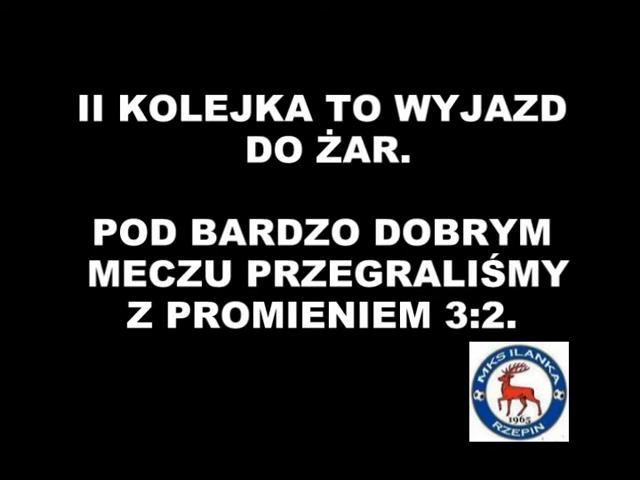 II KOLEJKA TO WYJAZD
DO ŻAR.
POD BARDZO DOBRYM
MECZU PRZEGRALIŚMY
Z PROMIENIEM 3:2.
MKS ILANKA
1965
RZEPIN